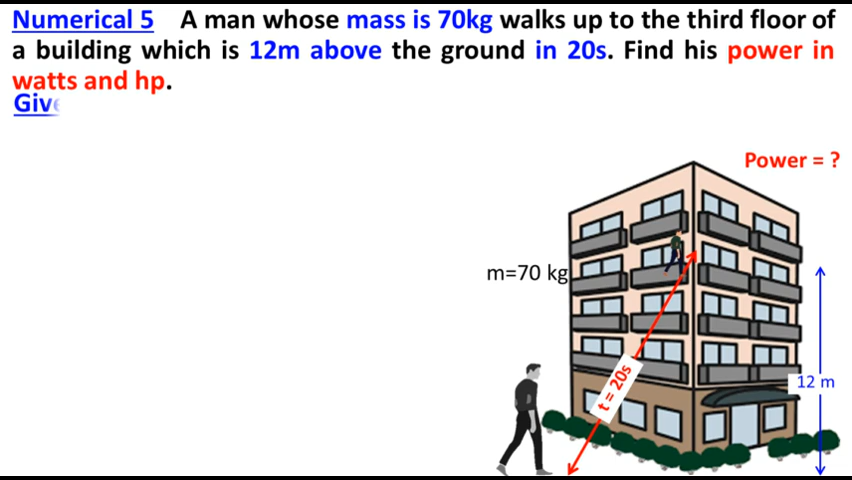 Numerical 5 A man whose mass is 70kg walks up to the third floor of
a building which is 12m above the ground in 20s. Find his power in
watts and hp.
Give
Power = ?
m=70 kg
t = 20s
12 m